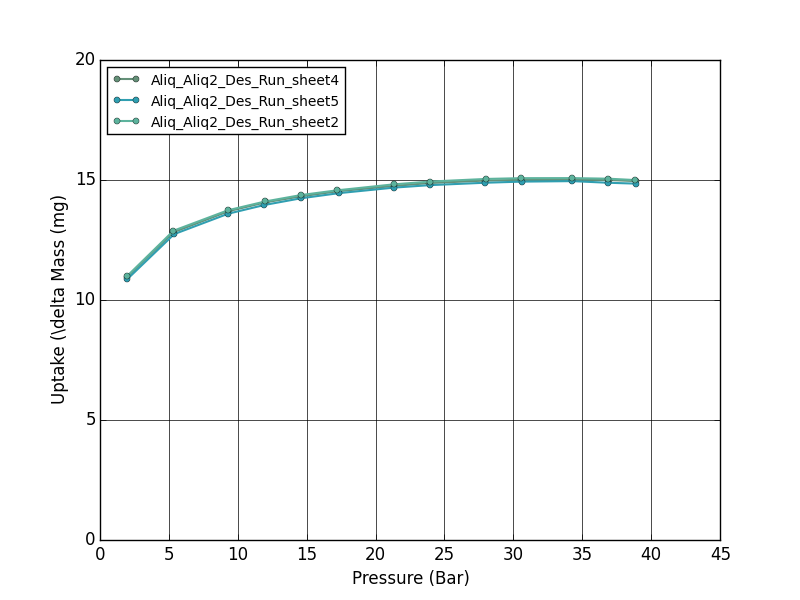 Aliq_Aliq2_Des_Run_sheet4
Aliq_Aliq2_Des_Run_sheet5
Aliq_Aliq2_Des_Run_sheet2
20
15
10
5
0
Uptake (\delta Mass (mg)
0 5 10 15 20 25 30 35 40 45
Pressure (Bar)